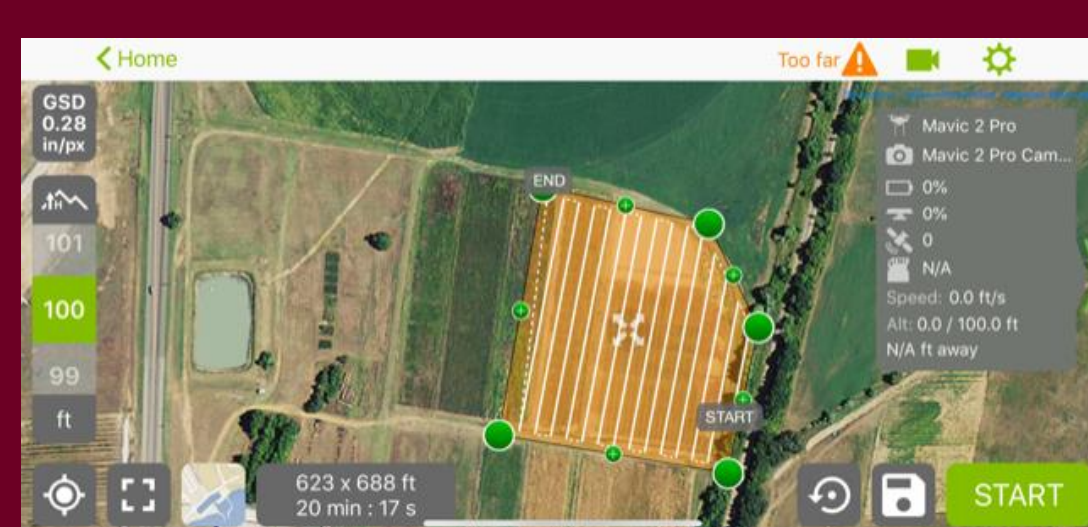 Home
Too far
GSD
0.28
in/px
101
100
99
ft
END
START
Mavic 2 Pro
Mavic 2 Pro Cam...
0%
0%
0
N/A
Speed: 0.0 ft/s
Alt: 0.0 / 100.0 ft
N/A ft away
623 x 688 ft
20 min : 17 s
START